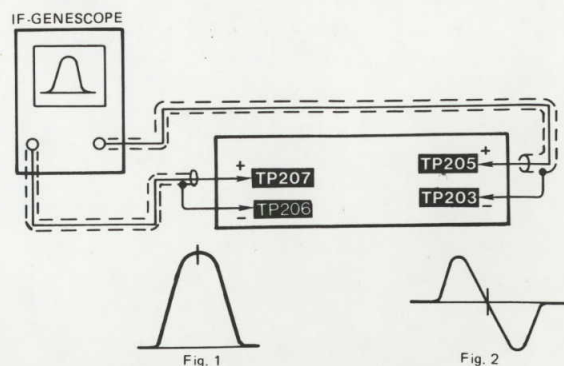 IF-GENESCOPE
+
TP207
TP206
-
+
TP205
TP203
-
Fig. 1
Fig. 2